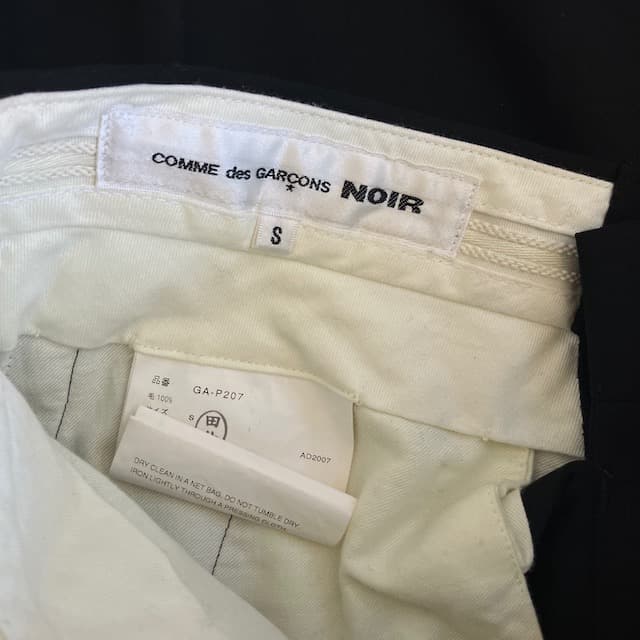 COMME des GARÇONS NOIR
*
S
品番 GA-P207
毛 100%
サイズ S
AD2007
DRY CLEAN IN A NET BAG, DO NOT TUMBLE DRY
IRON LIGHTLY THROUGH A PRESSING CLOTH